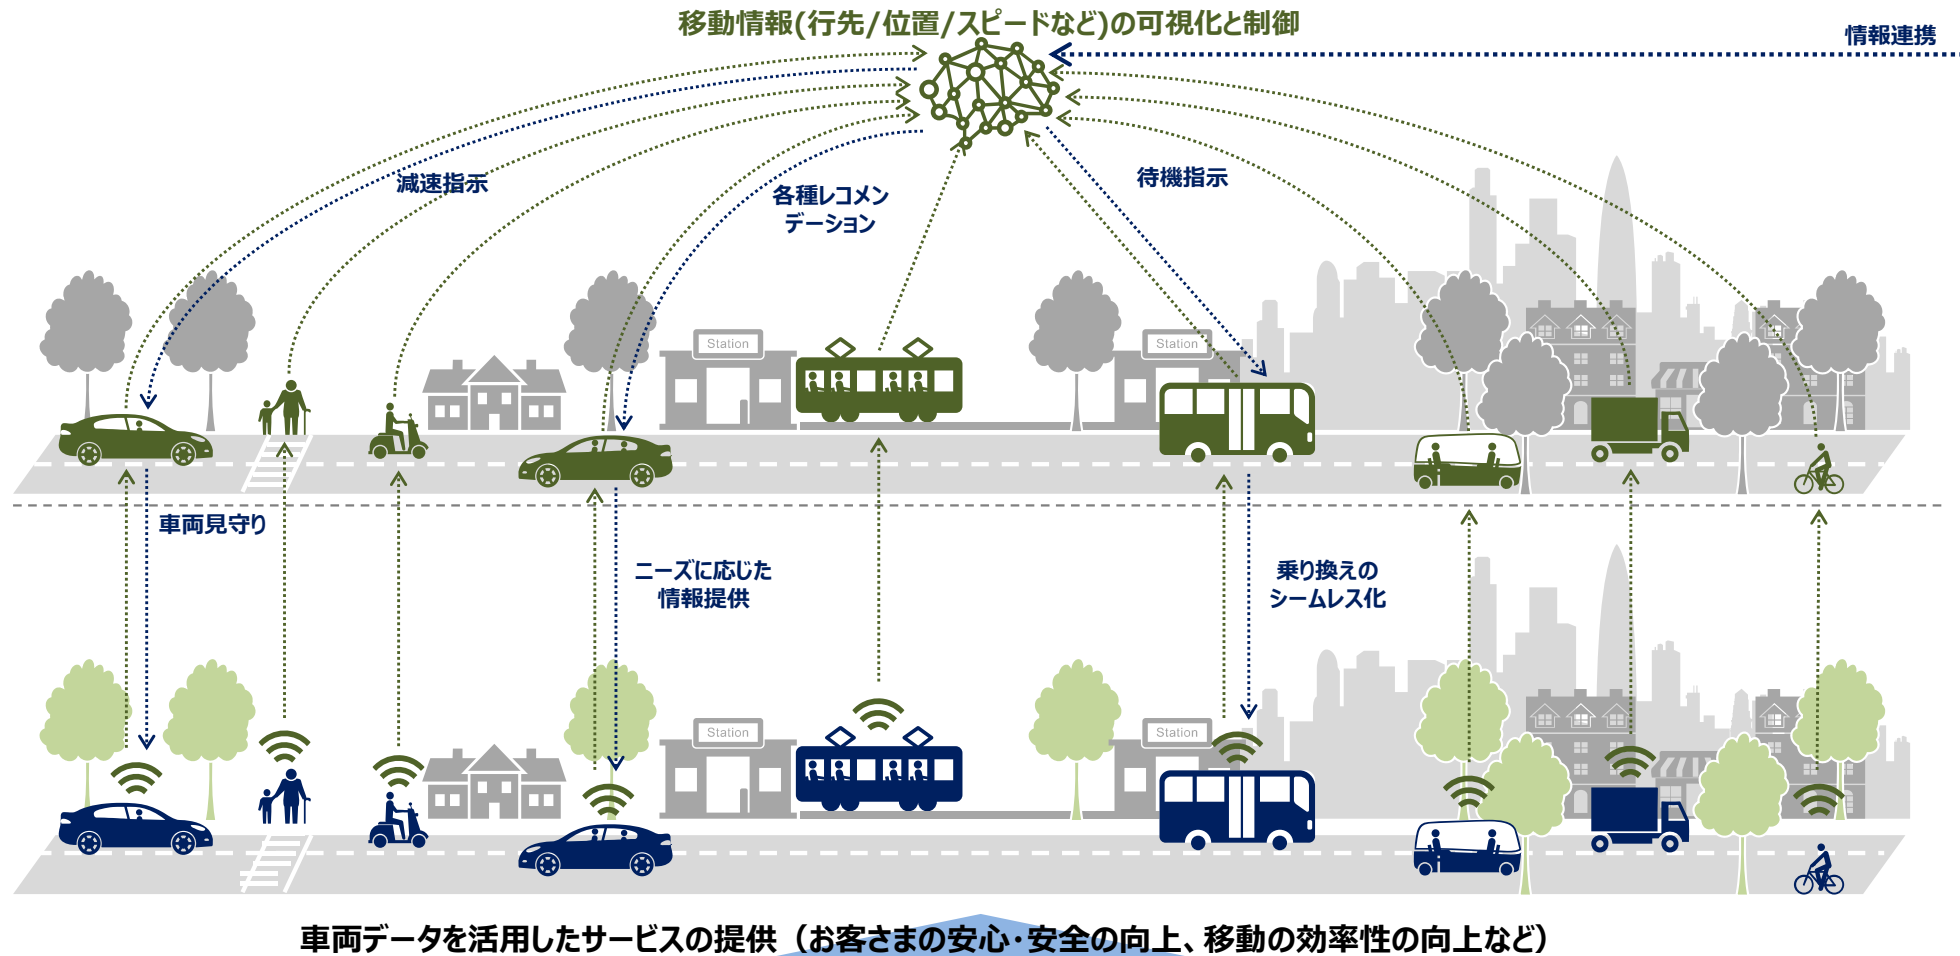 移動情報(行先/位置/スピードなど)の可視化と制御
情報連携
減速指示
各種レコメン
デーション
待機指示
Station
Station
車両見守り
ニーズに応じた
情報提供
乗り換えの
シームレス化
Station
Station
車両データを活用したサービスの提供（お客さまの安心・安全の向上、移動の効率性の向上など）